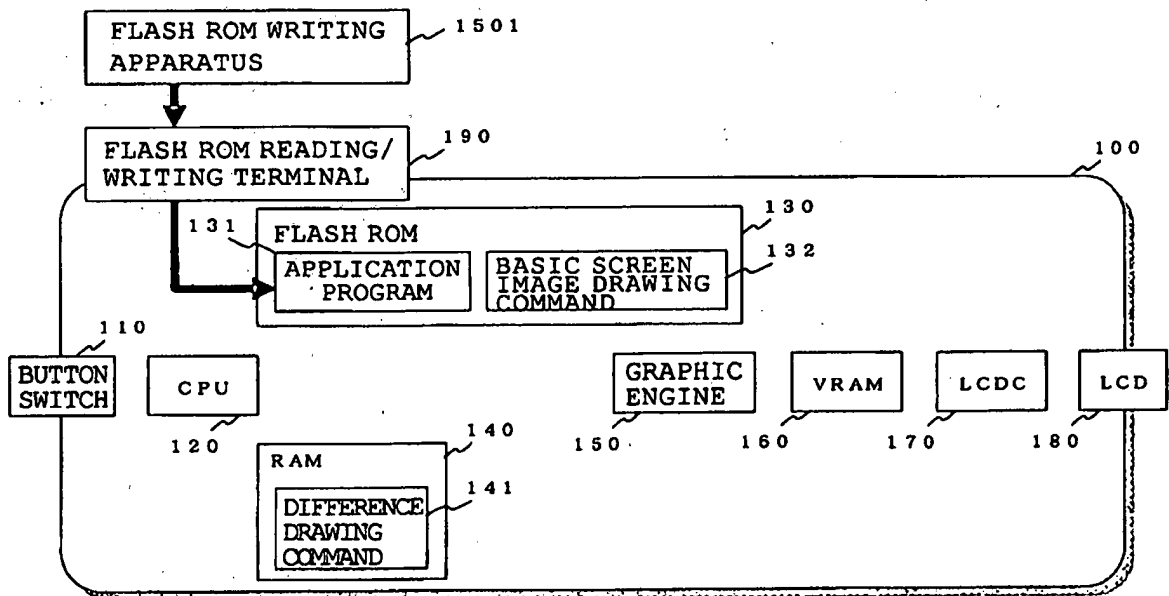 FLASH ROM WRITING
APPARATUS
1501
FLASH ROM READING/
WRITING TERMINAL
190
100
131
FLASH ROM
130
APPLICATION
PROGRAM
BASIC SCREEN
IMAGE DRAWING
COMMAND
132
110
BUTTON
SWITCH
CPU
120
GRAPHIC
ENGINE
150
VRAM
160
LCDC
170
LCD
180
RAM
140
DIFFERENCE
DRAWING
COMMAND
141